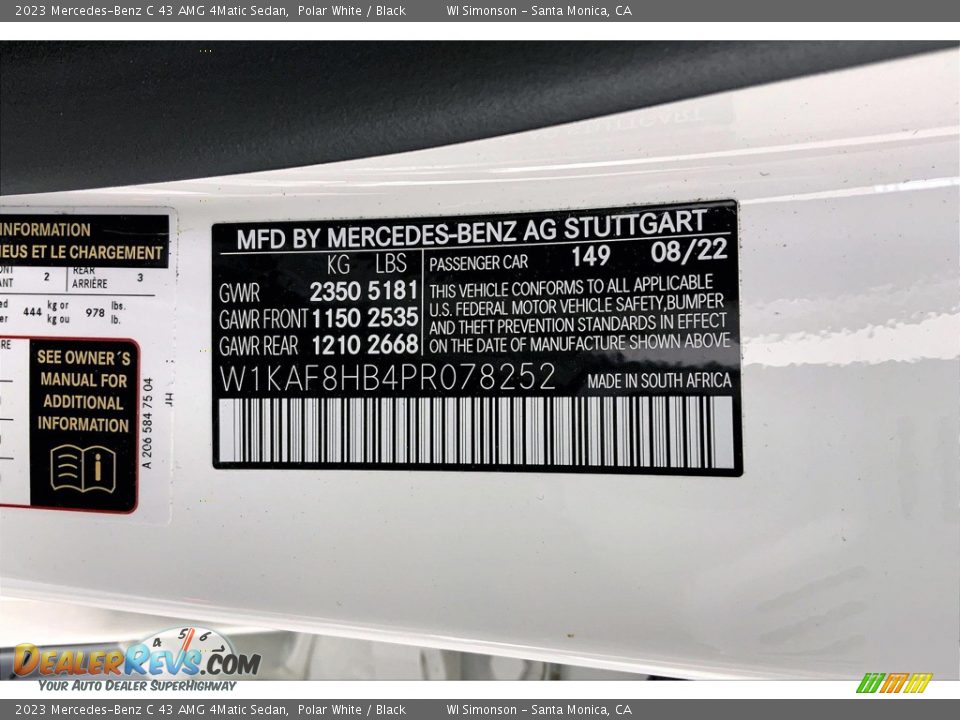 2023 Mercedes-Benz C 43 AMG 4Matic Sedan, Polar White / Black WI Simonson - Santa Monica, CA
INFORMATION
LE CHARGEMENT
2
REAR
ARRIÈRE
3
444
kg or
kg ou
978
lbs.
lb.
SEE OWNER´S
MANUAL FOR
ADDITIONAL
INFORMATION
i
A 206 584 75 04
JH
MFD BY MERCEDES-BENZ AG STUTTGART
KG LBS
GVWR 2350 5181
GAWR FRONT 1150 2535
GAWR REAR 1210 2668
PASSENGER CAR 149 08/22
THIS VEHICLE CONFORMS TO ALL APPLICABLE
U.S. FEDERAL MOTOR VEHICLE SAFETY,BUMPER
AND THEFT PREVENTION STANDARDS IN EFFECT
ON THE DATE OF MANUFACTURE SHOWN ABOVE
W1KAF8HB4PR078252 MADE IN SOUTH AFRICA
4 5 6
DEALERREVS.COM
YOUR AUTO DEALER SUPERHIGHWAY
2023 Mercedes-Benz C 43 AMG 4Matic Sedan, Polar White / Black WI Simonson - Santa Monica, CA